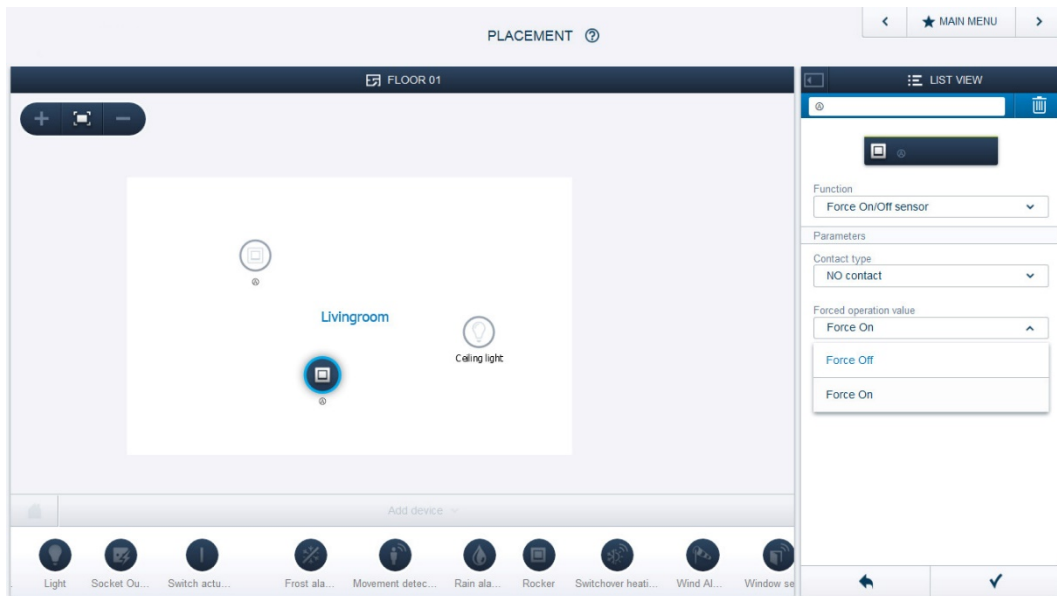 PLACEMENT
MAIN MENU
FLOOR 01
LIST VIEW
Function
Force On/Off sensor
Parameters
Contact type
NO contact
Forced operation value
Force On
Force Off
Force On
Livingroom
Ceiling light
Add device
Light
Socket Ou...
Switch actu...
Frost ala...
Movement detec...
Rain ala...
Rocker
Switchover heati...
Wind Al...
Window se